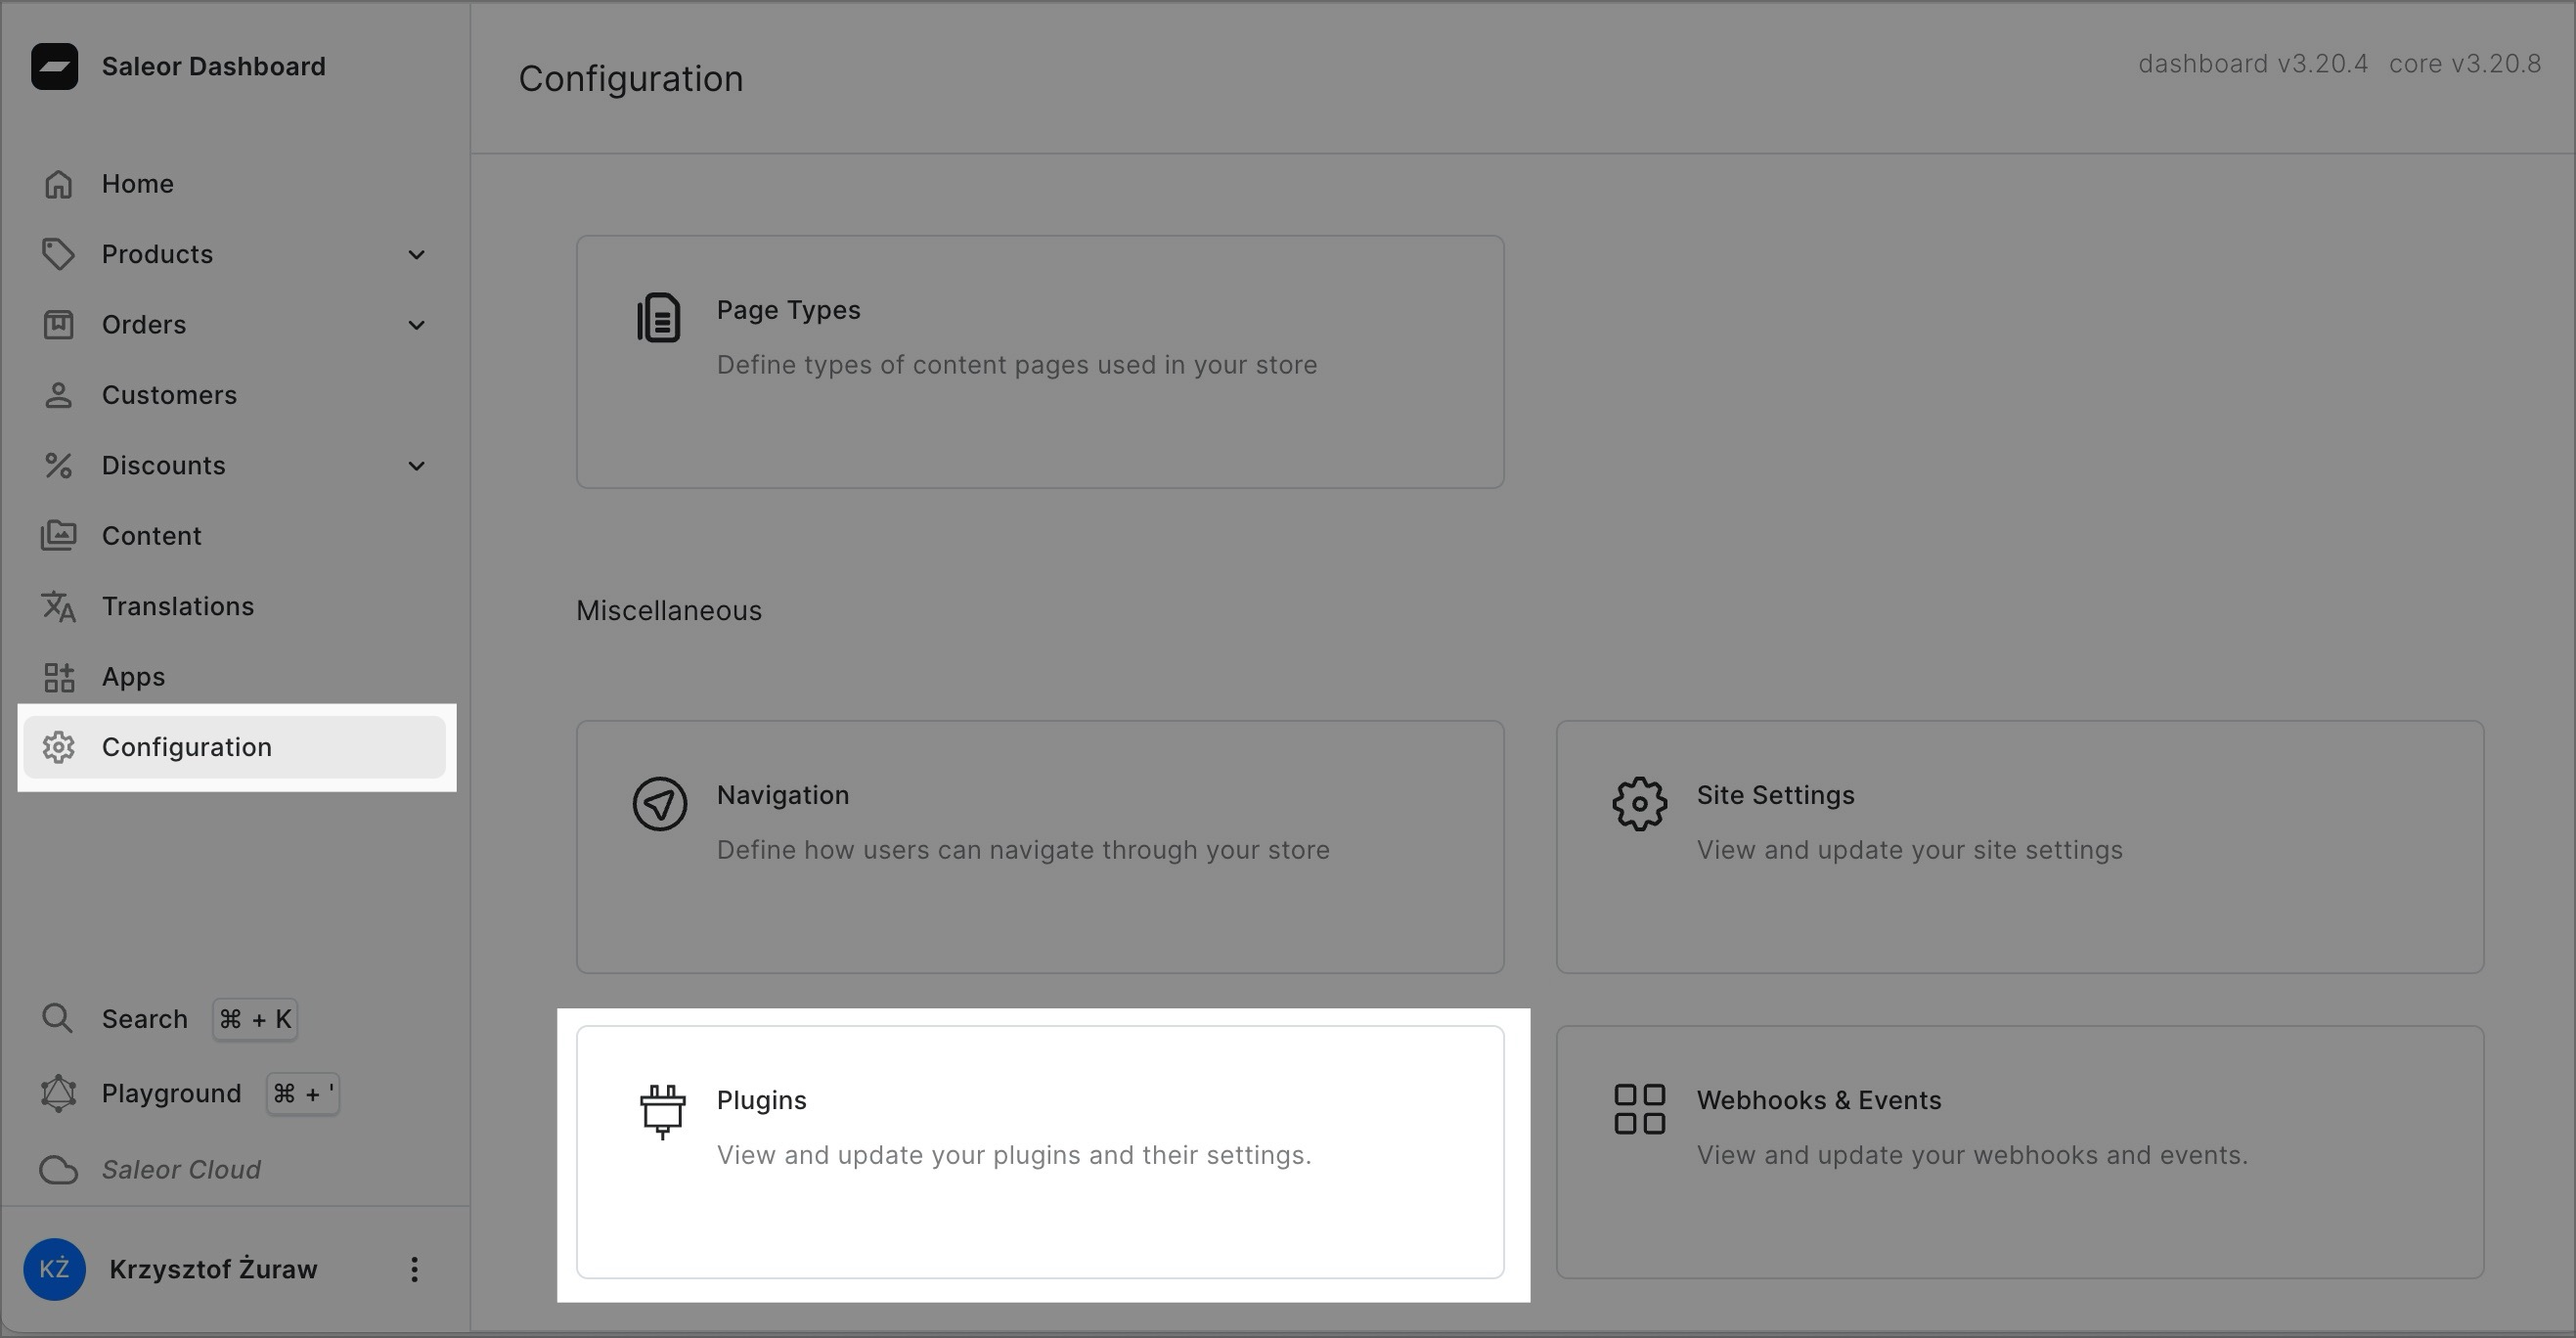 Saleor Dashboard
Home
Products
Orders
Customers
Discounts
Content
Translations
Apps
Configuration
Search ⌘ + K
Playground ⌘ + '
Saleor Cloud
KŻ Krzysztof Żuraw
Configuration
dashboard v3.20.4 core v3.20.8
Page Types
Define types of content pages used in your store
Miscellaneous
Navigation
Define how users can navigate through your store
Site Settings
View and update your site settings
Plugins
View and update your plugins and their settings.
Webhooks & Events
View and update your webhooks and events.